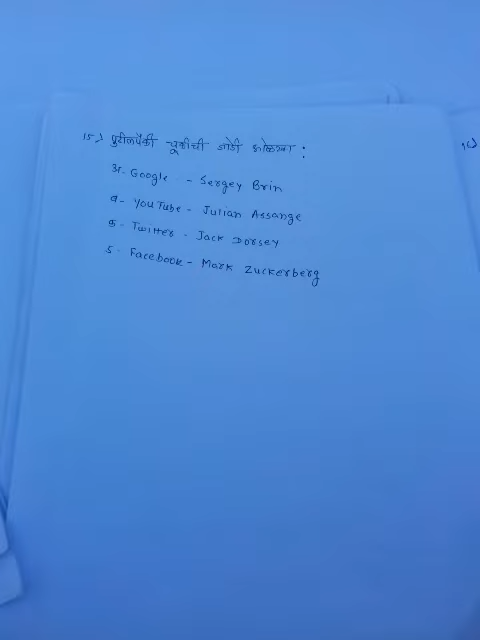 15) पुढीलपैकी चूकीची जोडी ओळखा :
अ- Google - Sergey Brin
ब- YouTube - Julian Assange
क- Twitter - Jack Dorsey
ड- Facebook - Mark Zuckerberg